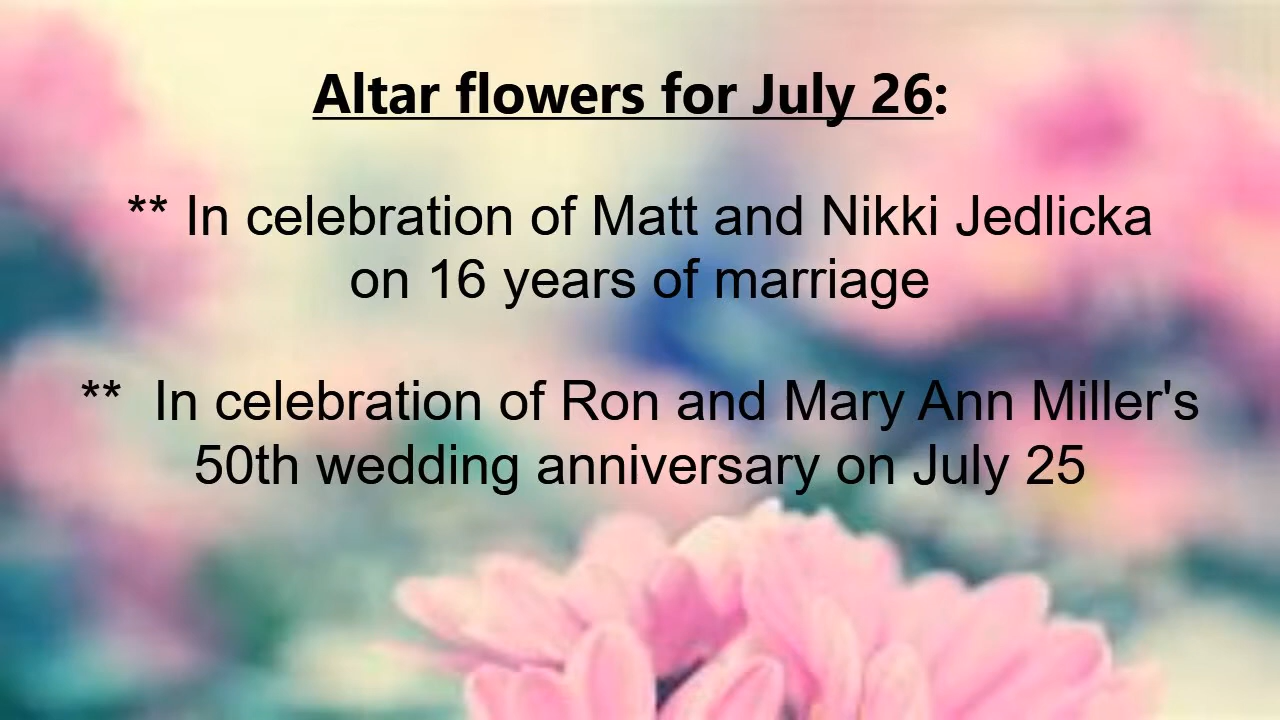 Altar flowers for July 26:
** In celebration of Matt and Nikki Jedlicka
on 16 years of marriage
** In celebration of Ron and Mary Ann Miller's
50th wedding anniversary on July 25